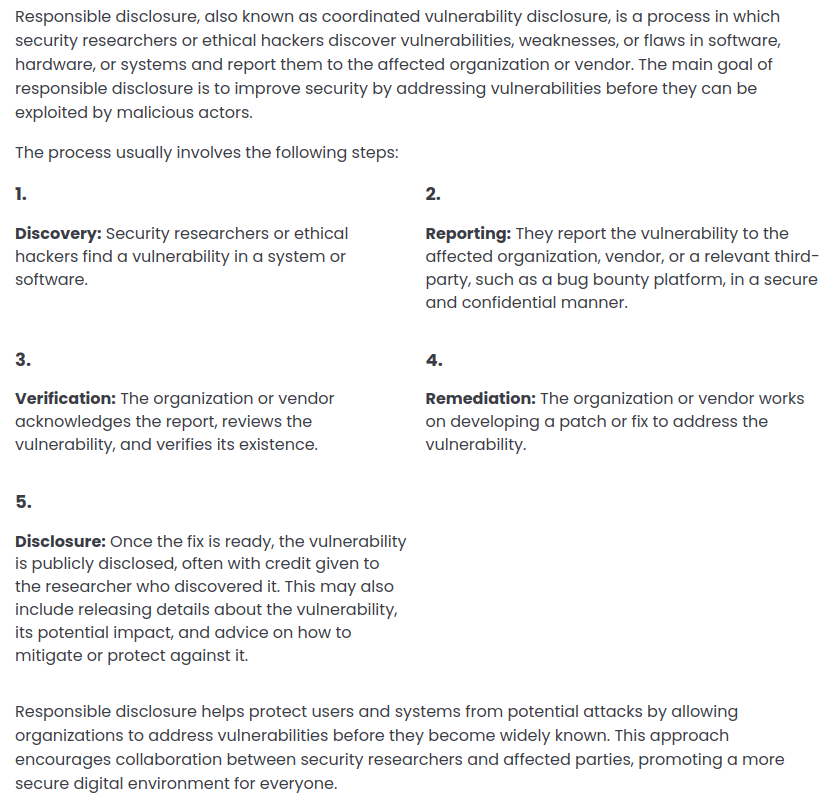 Responsible disclosure, also known as coordinated vulnerability disclosure, is a process in which
security researchers or ethical hackers discover vulnerabilities, weaknesses, or flaws in software,
hardware, or systems and report them to the affected organization or vendor. The main goal of
responsible disclosure is to improve security by addressing vulnerabilities before they can be
exploited by malicious actors.
The process usually involves the following steps:
1.
Discovery: Security researchers or ethical
hackers find a vulnerability in a system or
software.
2.
Reporting: They report the vulnerability to the
affected organization, vendor, or a relevant third-
party, such as a bug bounty platform, in a secure
and confidential manner.
3.
Verification: The organization or vendor
acknowledges the report, reviews the
vulnerability, and verifies its existence.
4.
Remediation: The organization or vendor works
on developing a patch or fix to address the
vulnerability.
5.
Disclosure: Once the fix is ready, the vulnerability
is publicly disclosed, often with credit given to
the researcher who discovered it. This may also
include releasing details about the vulnerability,
its potential impact, and advice on how to
mitigate or protect against it.
Responsible disclosure helps protect users and systems from potential attacks by allowing
organizations to address vulnerabilities before they become widely known. This approach
encourages collaboration between security researchers and affected parties, promoting a more
secure digital environment for everyone.